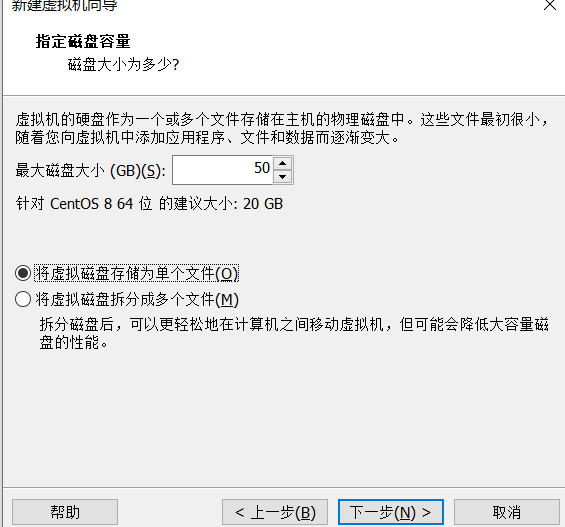 新建虚拟机向导
指定磁盘容量
磁盘大小为多少?
虚拟机的硬盘作为一个或多个文件存储在主机的物理磁盘中。这些文件最初很小，
随着您向虚拟机中添加应用程序、文件和数据而逐渐变大。
最大磁盘大小 (GB)(S): 50
针对 CentOS 8 64 位 的建议大小: 20 GB
将虚拟磁盘存储为单个文件(O)
将虚拟磁盘拆分成多个文件(M)
拆分磁盘后，可以更轻松地在计算机之间移动虚拟机，但可能会降低大容量磁
盘的性能。
帮助 < 上一步(B) 下一步(N) > 取消